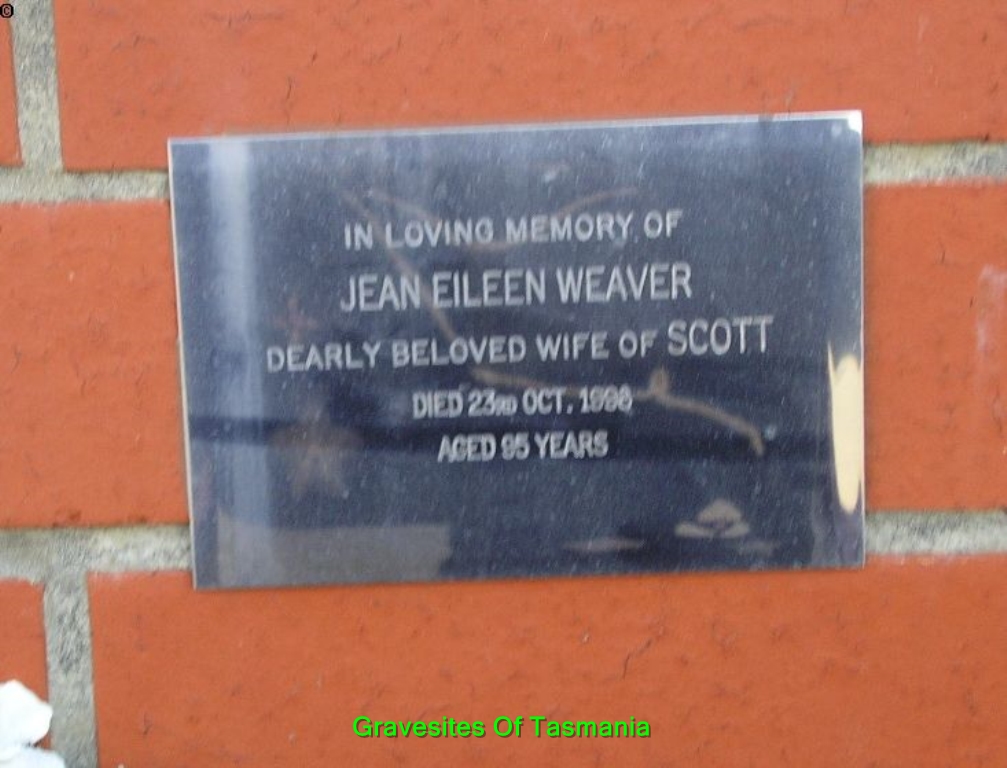 ©
IN LOVING MEMORY OF
JEAN EILEEN WEAVER
DEARLY BELOVED WIFE OF SCOTT
DIED 23RD OCT. 1998
AGED 95 YEARS
Gravesites Of Tasmania